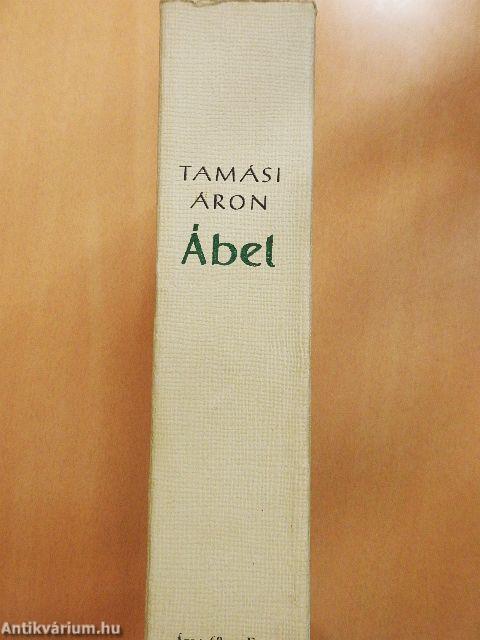 TAMÁSI
ÁRON
Ábel
Antikvárium.hu